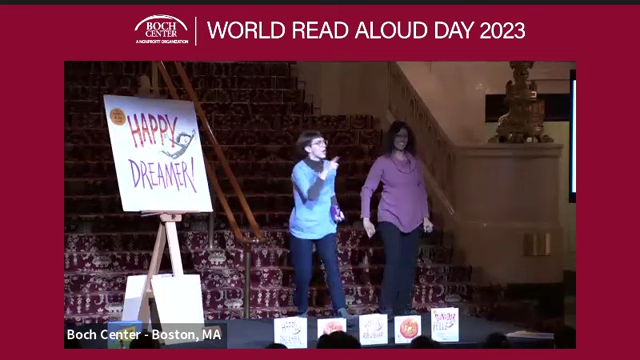 BOCH
CENTER
A NONPROFIT ORGANIZATION
WORLD READ ALOUD DAY 2023
HAPPY
DREAMER!
Boch Center - Boston, MA